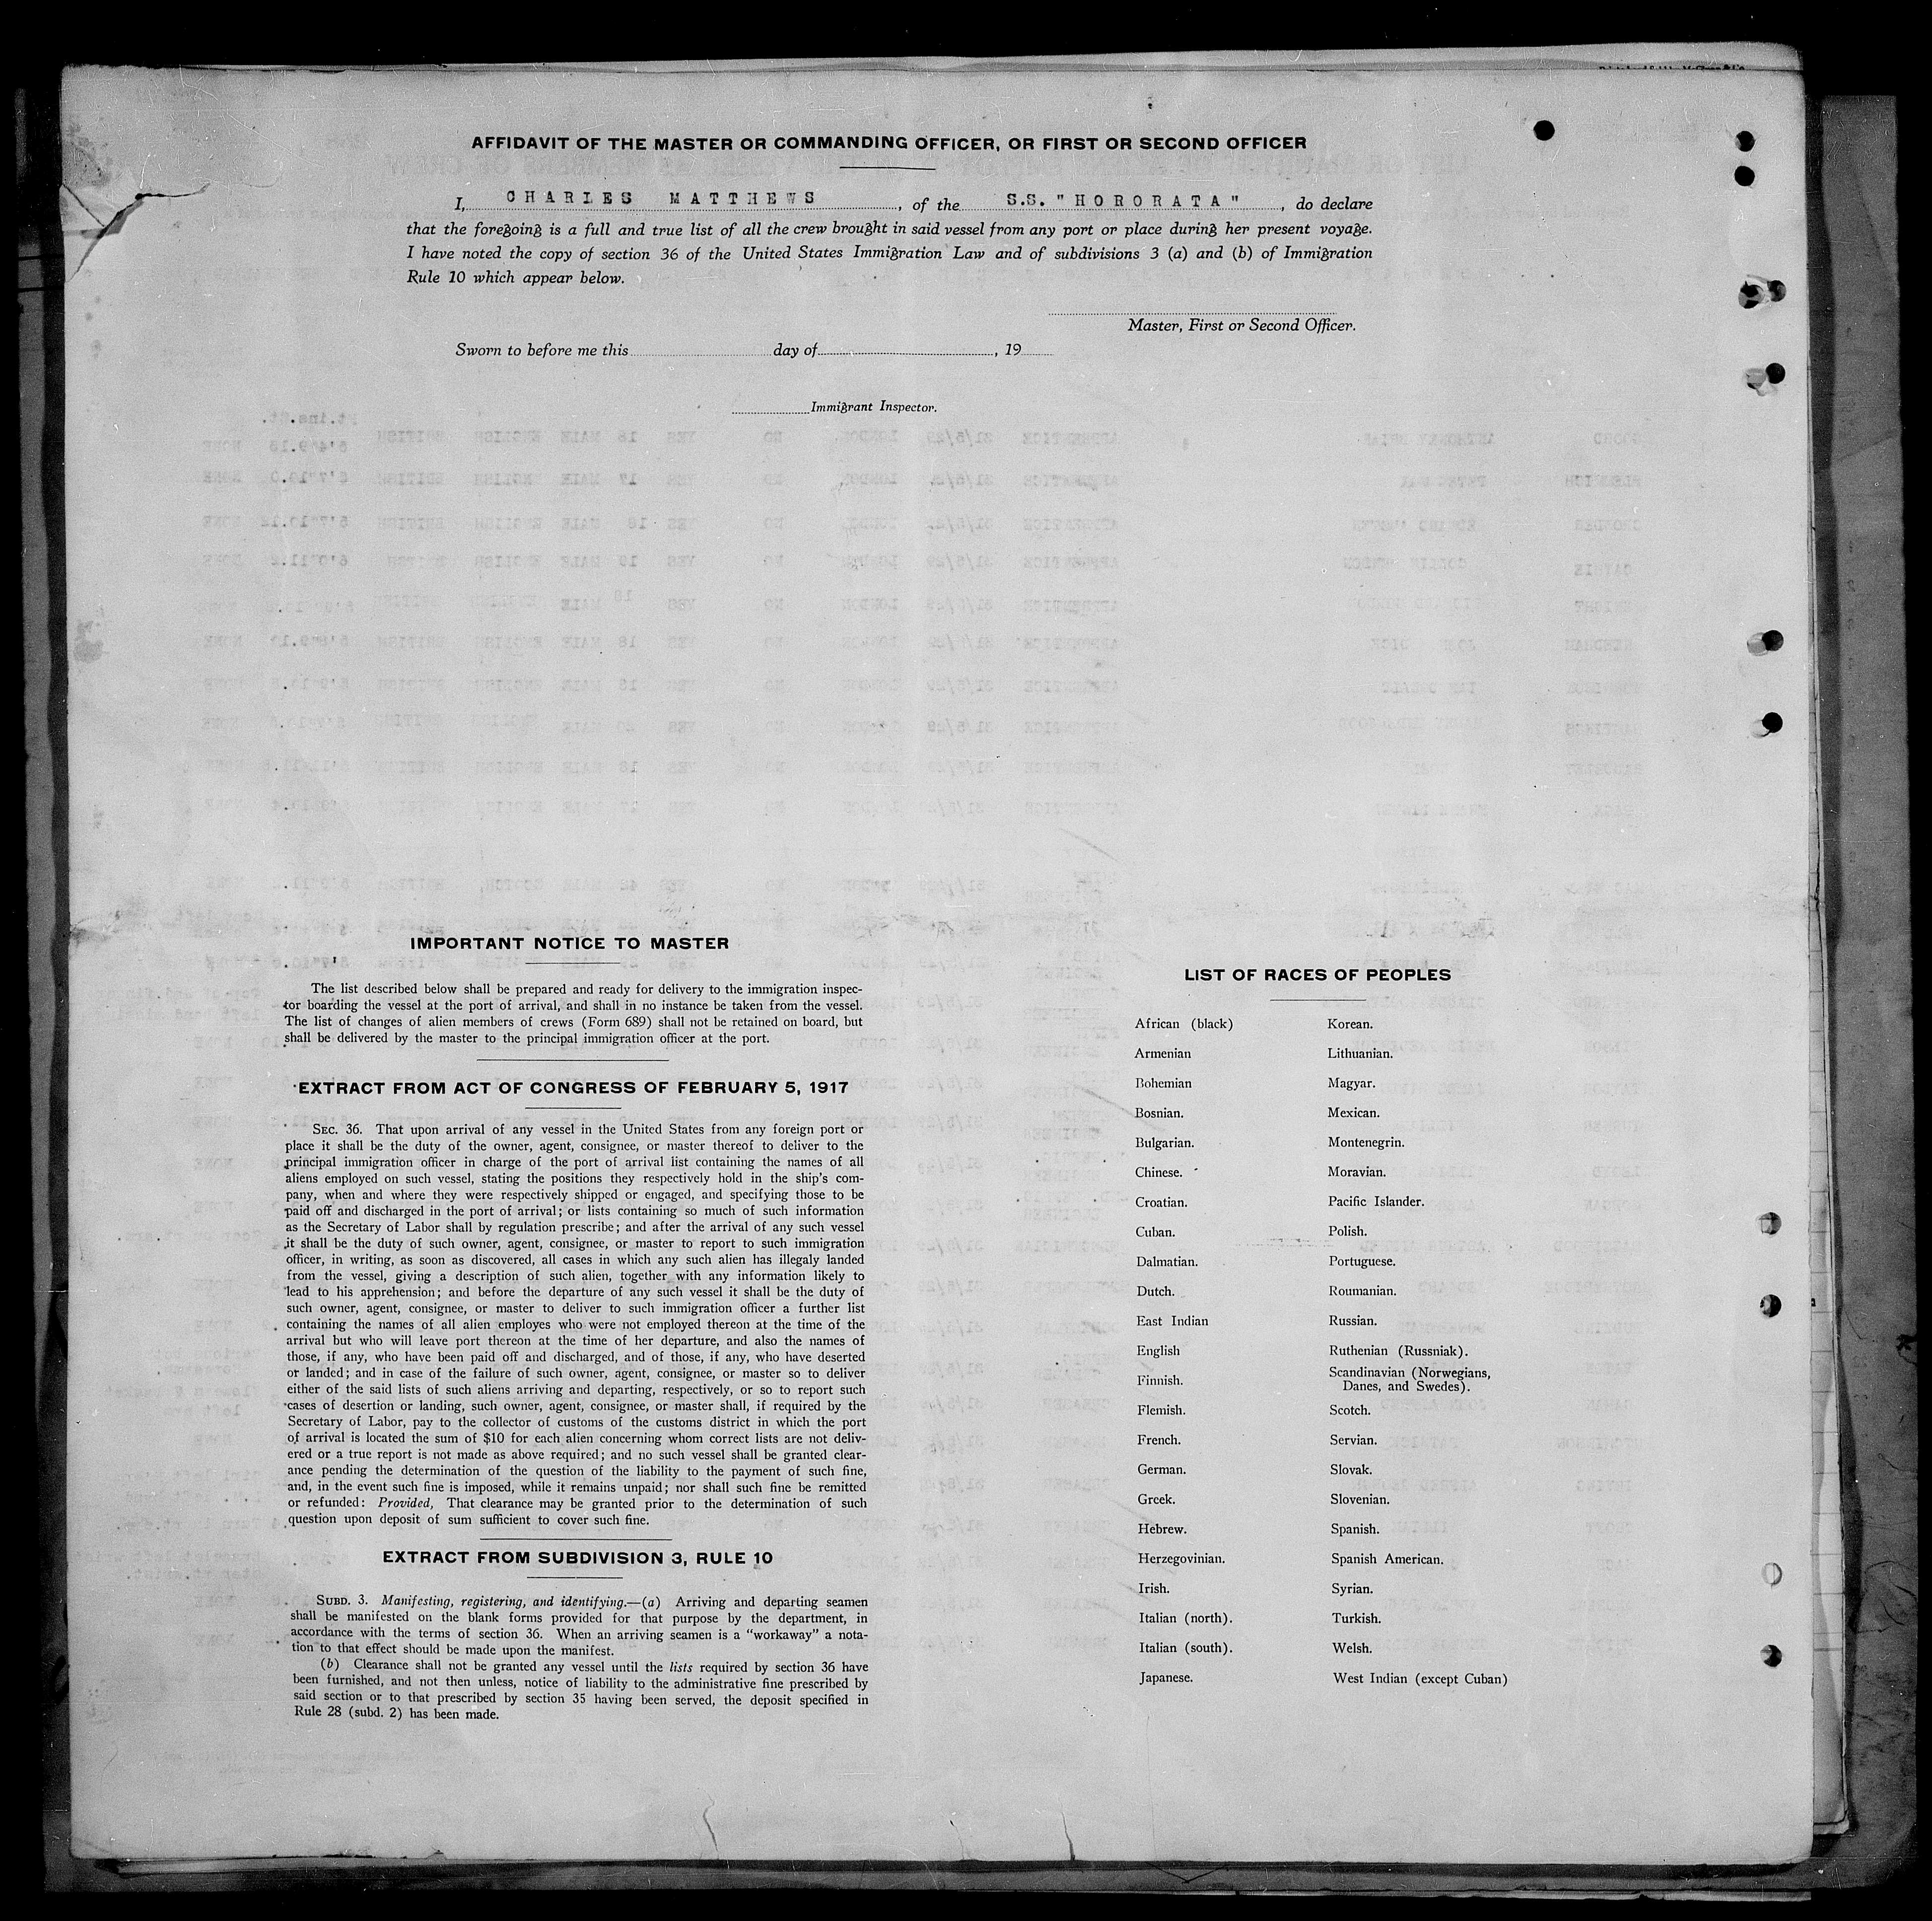 AFFIDAVIT OF THE MASTER OR COMMANDING OFFICER, OR FIRST OR SECOND OFFICER
I, CHARLES MATTHEWS, of the S.S. "HORORATA", do declare
that the foregoing is a full and true list of all the crew brought in said vessel from any port or place during her present voyage.
I have noted the copy of section 36 of the United States Immigration Law and of subdivisions 3 (a) and (b) of Immigration
Rule 10 which appear below.
Master, First or Second Officer.
Sworn to before me this day of , 19
Immigrant Inspector.
IMPORTANT NOTICE TO MASTER
The list described below shall be prepared and ready for delivery to the immigration inspec-
tor boarding the vessel at the port of arrival, and shall in no instance be taken from the vessel.
The list of changes of alien members of crews (Form 689) shall not be retained on board, but
shall be delivered by the master to the principal immigration officer at the port.
EXTRACT FROM ACT OF CONGRESS OF FEBRUARY 5, 1917
SEC. 36. That upon arrival of any vessel in the United States from any foreign port or
place it shall be the duty of the owner, agent, consignee, or master thereof to deliver to the
principal immigration officer in charge of the port of arrival list containing the names of all
aliens employed on such vessel, stating the positions they respectively hold in the ship's com-
pany, when and where they were respectively shipped or engaged, and specifying those to be
paid off and discharged in the port of arrival; or lists containing so much of such information
as the Secretary of Labor shall by regulation prescribe; and after the arrival of any such vessel
it shall be the duty of such owner, agent, consignee, or master to report to such immigration
officer, in writing, as soon as discovered, all cases in which any such alien has illegaly landed
from the vessel, giving a description of such alien, together with any information likely to
lead to his apprehension; and before the departure of any such vessel it shall be the duty of
such owner, agent, consignee, or master to deliver to such immigration officer a further list
containing the names of all alien employes who were not employed thereon at the time of the
arrival but who will leave port thereon at the time of her departure, and also the names of
those, if any, who have been paid off and discharged, and of those, if any, who have deserted
or landed; and in case of the failure of such owner, agent, consignee, or master so to deliver
either of the said lists of such aliens arriving and departing, respectively, or so to report such
cases of desertion or landing, such owner, agent, consignee, or master shall, if required by the
Secretary of Labor, pay to the collector of customs of the customs district in which the port
of arrival is located the sum of $10 for each alien concerning whom correct lists are not deliv-
ered or a true report is not made as above required; and no such vessel shall be granted clear-
ance pending the determination of the question of the liability to the payment of such fine,
and, in the event such fine is imposed, while it remains unpaid; nor shall such fine be remitted
or refunded: Provided, That clearance may be granted prior to the determination of such
question upon deposit of sum sufficient to cover such fine.
EXTRACT FROM SUBDIVISION 3, RULE 10
SUBD. 3. Manifesting, registering, and identifying.—(a) Arriving and departing seamen
shall be manifested on the blank forms provided for that purpose by the department, in
accordance with the terms of section 36. When an arriving seamen is a "workaway" a nota-
tion to that effect should be made upon the manifest.
(b) Clearance shall not be granted any vessel until the lists required by section 36 have
been furnished, and not then unless, notice of liability to the administrative fine prescribed by
said section or to that prescribed by section 35 having been served, the deposit specified in
Rule 28 (subd. 2) has been made.
LIST OF RACES OF PEOPLES
African (black) Korean.
Armenian Lithuanian.
Bohemian Magyar.
Bosnian. Mexican.
Bulgarian. Montenegrin.
Chinese. Moravian.
Croatian. Pacific Islander.
Cuban. Polish.
Dalmatian. Portuguese.
Dutch. Roumanian.
East Indian Russian.
English Ruthenian (Russniak).
Finnish. Scandinavian (Norwegians,
Danes, and Swedes).
Flemish. Scotch.
French. Servian.
German. Slovak.
Greek. Slovenian.
Hebrew. Spanish.
Herzegovinian. Spanish American.
Irish. Syrian.
Italian (north). Turkish.
Italian (south). Welsh.
Japanese. West Indian (except Cuban)